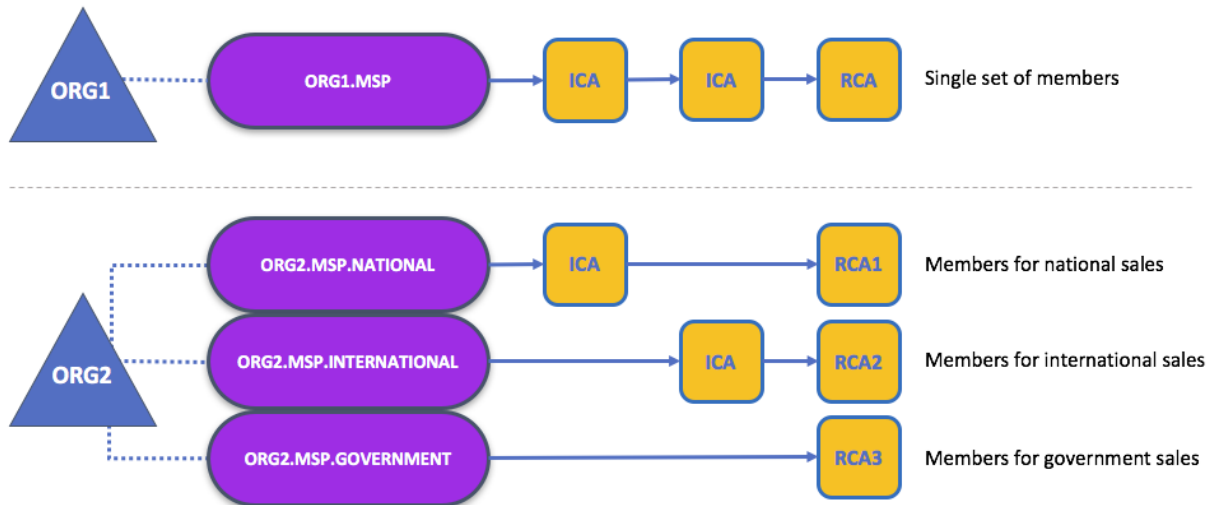 ORG1
ORG1.MSP
ICA
ICA
RCA
Single set of members
ORG2
ORG2.MSP.NATIONAL
ICA
RCA1
Members for national sales
ORG2.MSP.INTERNATIONAL
ICA
RCA2
Members for international sales
ORG2.MSP.GOVERNMENT
RCA3
Members for government sales